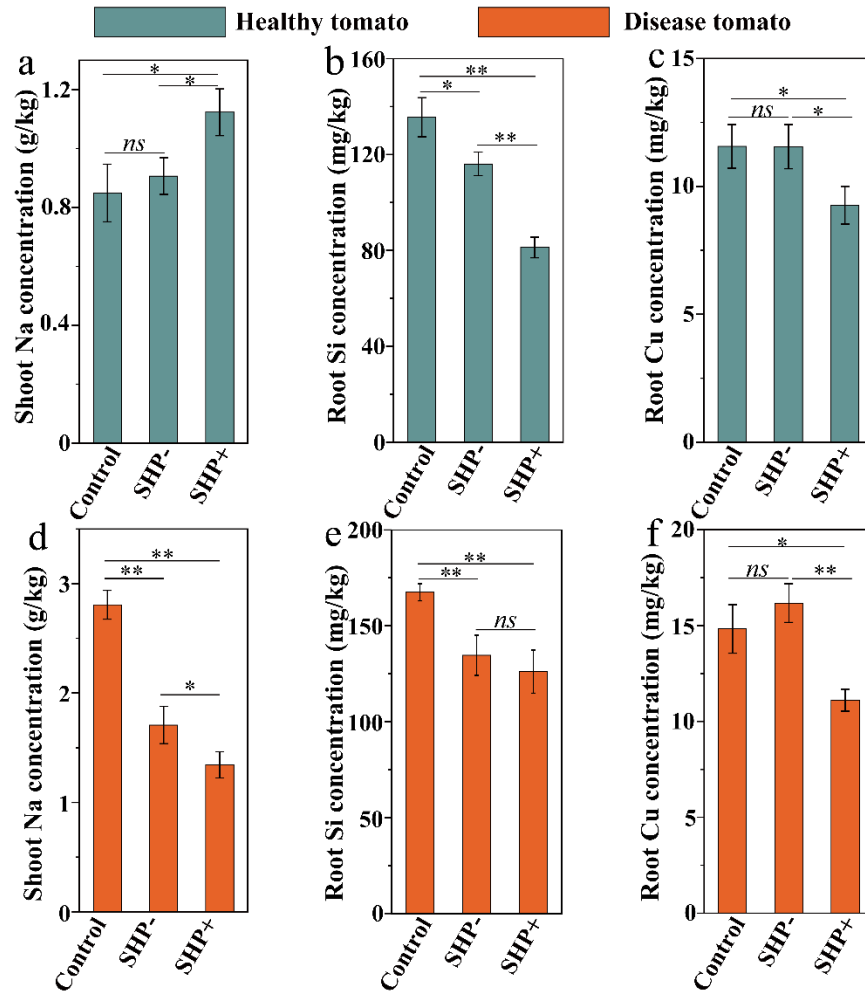 Healthy tomato Disease tomato
a
Shoot Na concentration (g/kg)
1.2
0.8
0.4
0
*
*
ns
Control
SHP-
SHP+
b
Root Si concentration (mg/kg)
160
120
80
40
0
**
*
**
Control
SHP-
SHP+
c
Root Cu concentration (mg/kg)
15
10
5
0
*
ns
*
Control
SHP-
SHP+
d
Shoot Na concentration (g/kg)
3
2
1
0
**
**
*
Control
SHP-
SHP+
e
Root Si concentration (mg/kg)
200
150
100
50
0
**
**
ns
Control
SHP-
SHP+
f
Root Cu concentration (mg/kg)
20
15
10
5
0
*
ns
**
Control
SHP-
SHP+